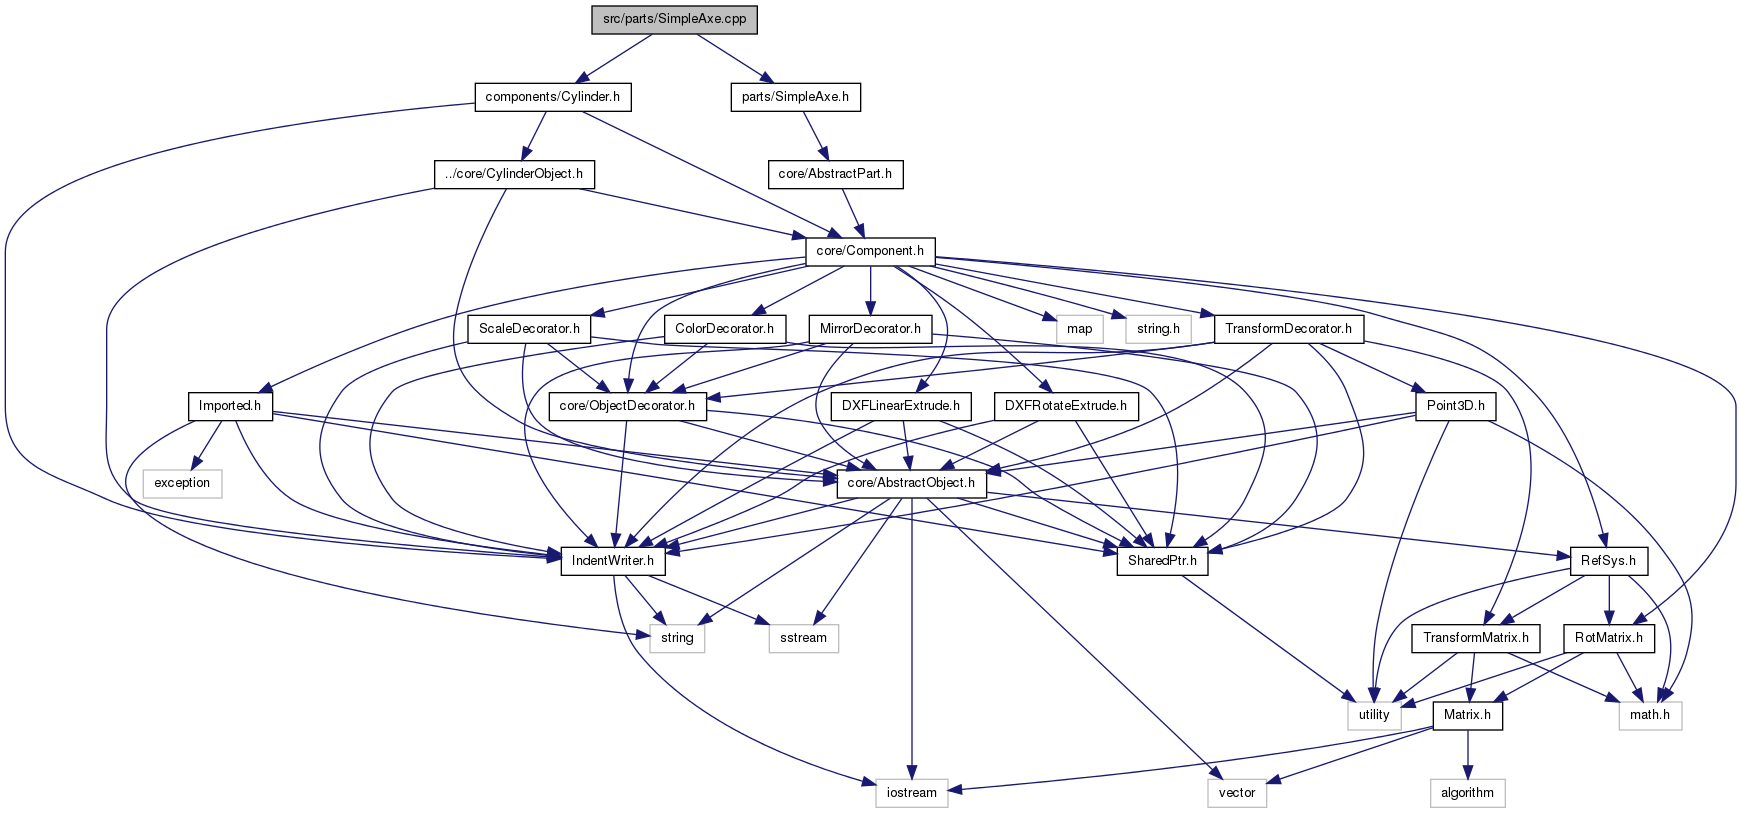 src/parts/SimpleAxe.cpp
components/Cylinder.h
parts/SimpleAxe.h
../core/CylinderObject.h
core/AbstractPart.h
core/Component.h
ScaleDecorator.h
ColorDecorator.h
MirrorDecorator.h
map
string.h
TransformDecorator.h
Imported.h
core/ObjectDecorator.h
DXFLinearExtrude.h
DXFRotateExtrude.h
Point3D.h
exception
core/AbstractObject.h
IndentWriter.h
SharedPtr.h
RefSys.h
string
sstream
TransformMatrix.h
RotMatrix.h
utility
Matrix.h
math.h
iostream
vector
algorithm